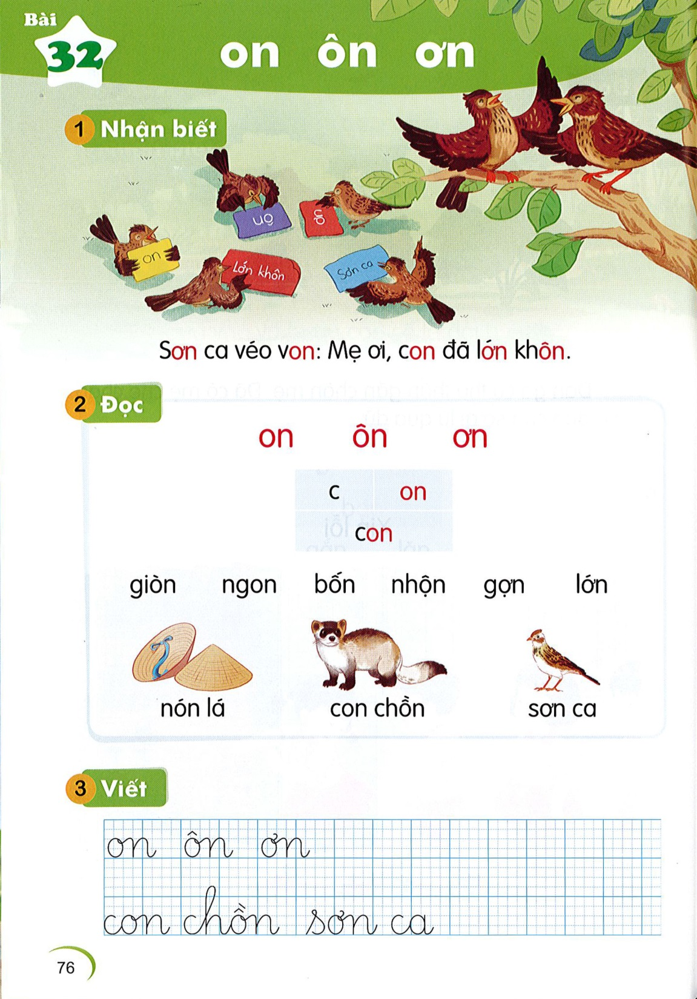 Bài
32
on ôn ơn
1 Nhận biết
ôn
ơn
on
Lớn khôn
Sơn ca
Sơn ca véo von: Mẹ ơi, con đã lớn khôn.
2 Đọc
on ôn ơn
c on
con
giòn ngon bốn nhộn gợn lớn
nón lá con chồn sơn ca
3 Viết
on ôn ơn
con chồn sơn ca
76